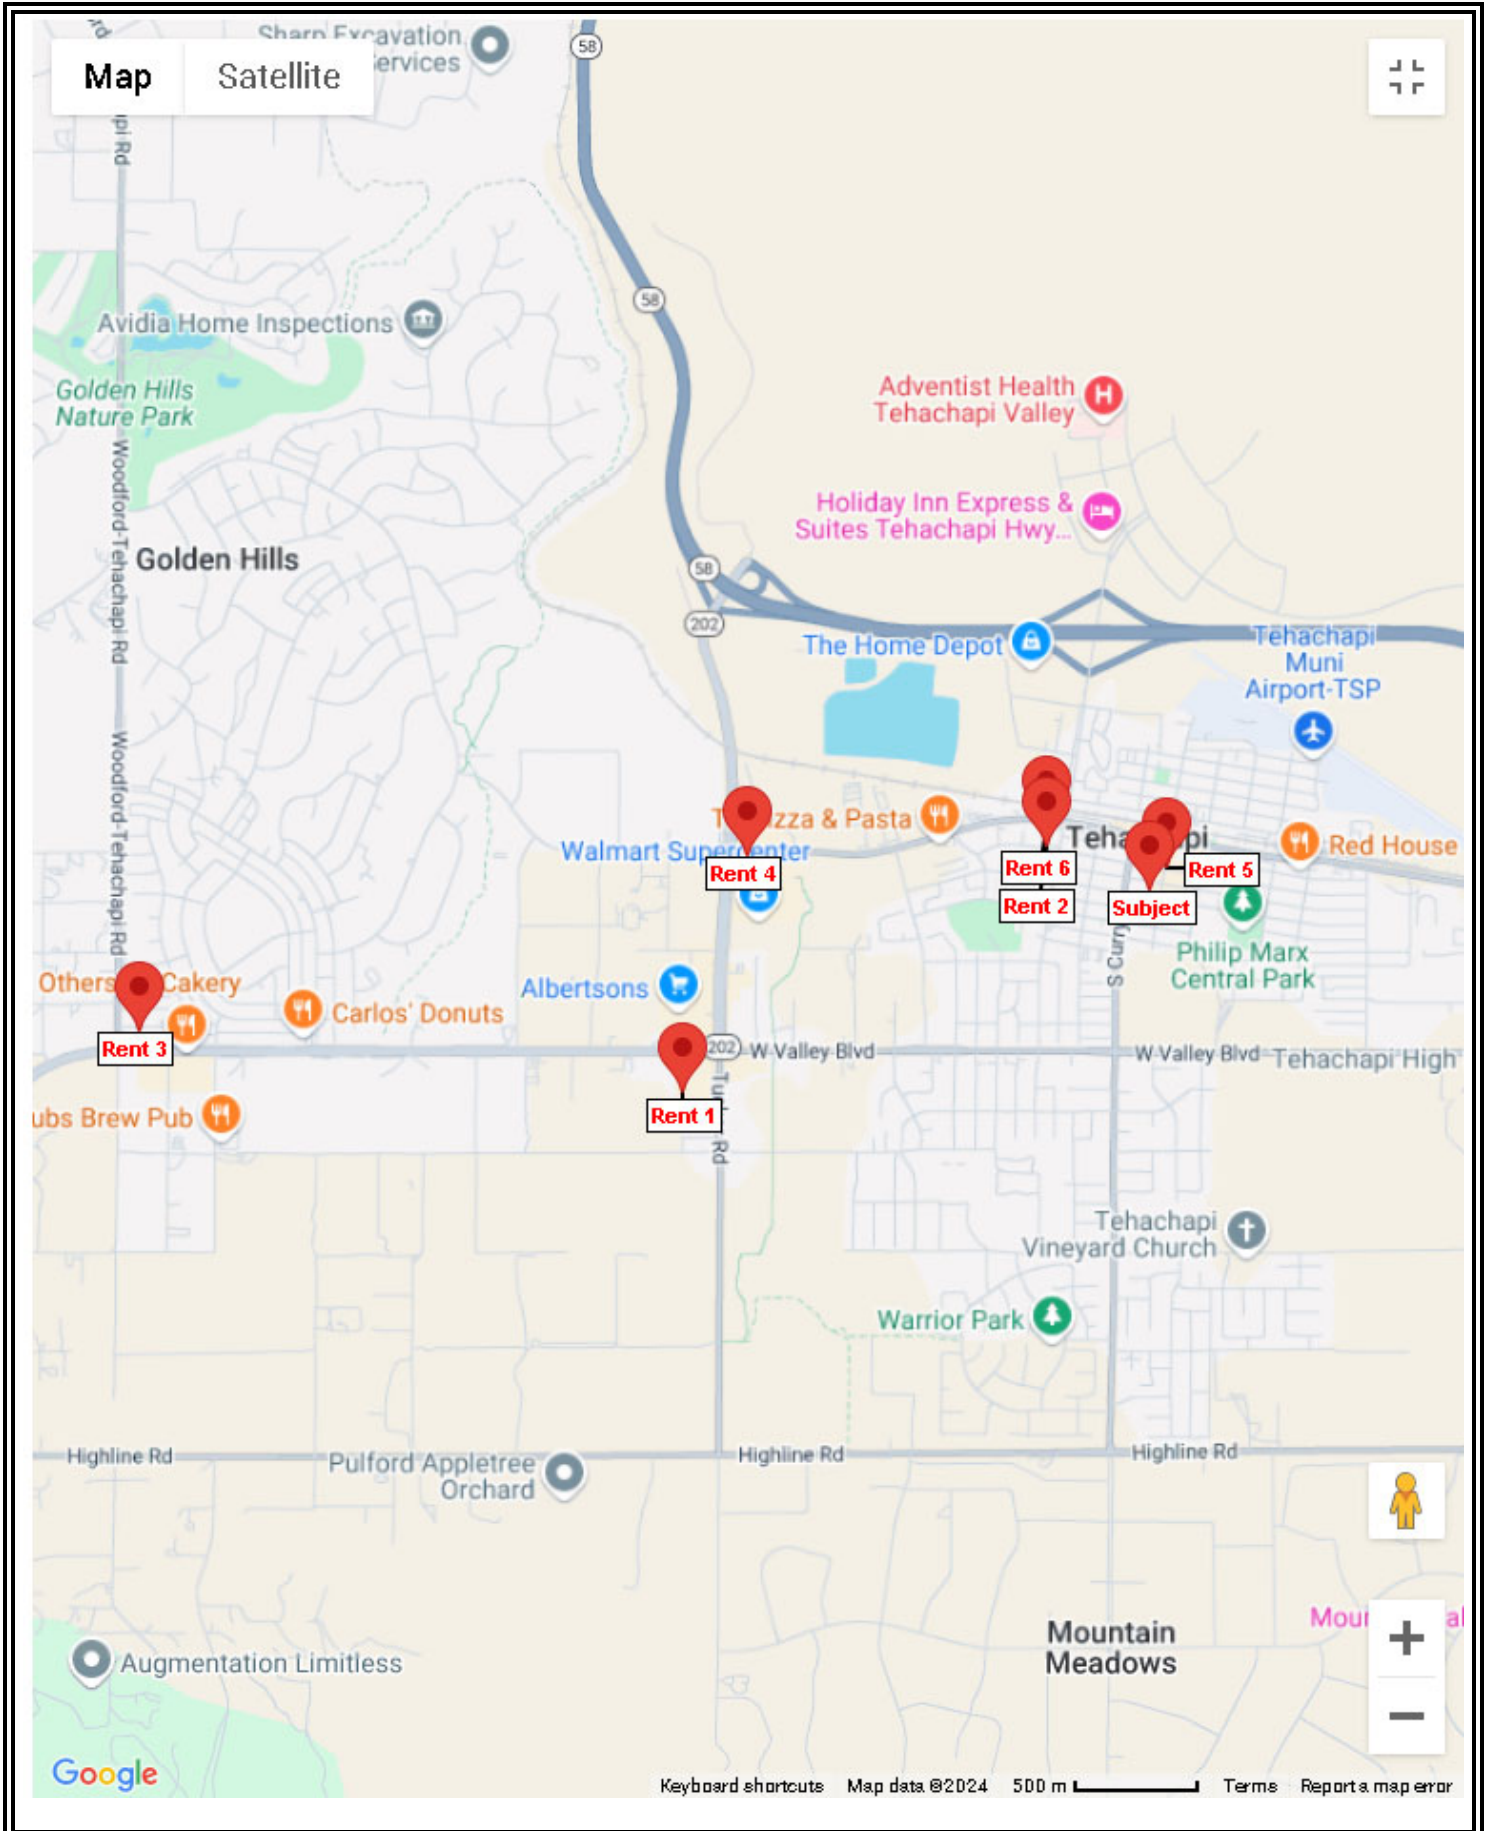 Sharp Excavation
Services
58
Map
Satellite
Woodford-Tehachapi Rd
58
Avidia Home Inspections
Golden Hills
Nature Park
Adventist Health
Tehachapi Valley
Holiday Inn Express &
Suites Tehachapi Hwy...
Golden Hills
58
202
The Home Depot
Tehachapi
Muni
Airport-TSP
Woodford-Tehachapi Rd
zza & Pasta
Tehachapi
Red House
Walmart Supercenter
Rent 4
Rent 6
Rent 5
Rent 2
Subject
S Curry
Philip Marx
Central Park
Others
Cakery
Albertsons
Carlos' Donuts
Rent 3
202
W Valley Blvd
W Valley Blvd
Tehachapi High
ubs Brew Pub
Rent 1
Rd
Tehachapi
Vineyard Church
Warrior Park
Highline Rd
Highline Rd
Highline Rd
Pulford Appletree
Orchard
Mountain
Meadows
Augmentation Limitless
Google
Keyboard shortcuts
Map data ©2024
500 m
Terms
Report a map error